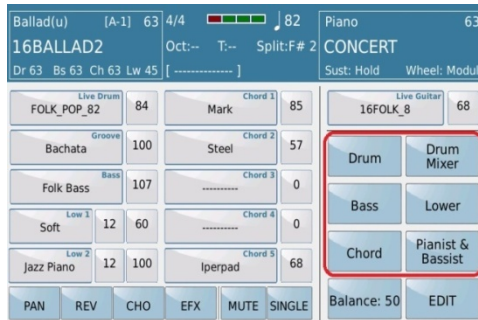 Ballad(u) [A-1] 63 4/4 82 Piano 63
16BALLAD2 Oct:-- T:-- Split:F# 2 CONCERT
Dr 63 Bs 63 Ch 63 Lw 45 [ -------------- ] Sust: Hold Wheel: Modul
Live Drum Chord 1 Live Guitar
FOLK_POP_82 84 Mark 85 16FOLK_8 68
Groove Chord 2
Bachata 100 Steel 57 Drum Drum Mixer
Bass Chord 3
Folk Bass 107 ---------- 0 Bass Lower
Low 1 Chord 4
Soft 12 60 ---------- 0 Chord Pianist & Bassist
Low 2 Chord 5
Jazz Piano 12 100 Iperpad 68
PAN REV CHO EFX MUTE SINGLE Balance: 50 EDIT